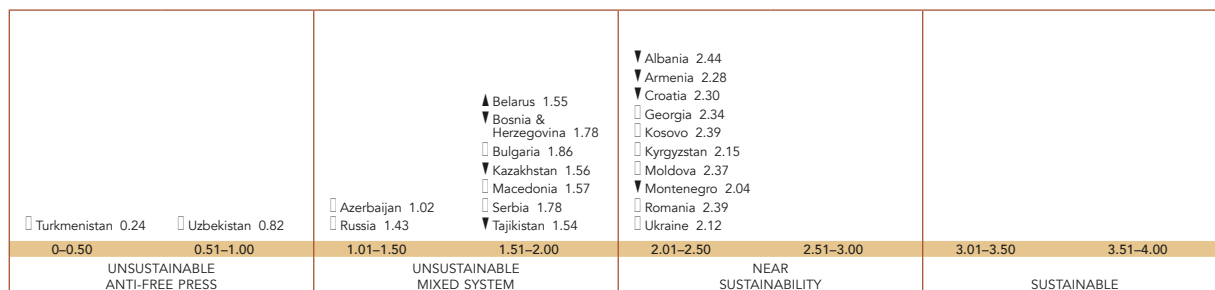 Turkmenistan 0.24
Uzbekistan 0.82
Azerbaijan 1.02
Russia 1.43
▲ Belarus 1.55
▼ Bosnia &
Herzegovina 1.78
Bulgaria 1.86
▼ Kazakhstan 1.56
Macedonia 1.57
Serbia 1.78
▼ Tajikistan 1.54
▼ Albania 2.44
▼ Armenia 2.28
▼ Croatia 2.30
Georgia 2.34
Kosovo 2.39
Kyrgyzstan 2.15
Moldova 2.37
▼ Montenegro 2.04
Romania 2.39
Ukraine 2.12
0–0.50 0.51–1.00 1.01–1.50 1.51–2.00 2.01–2.50 2.51–3.00 3.01–3.50 3.51–4.00
UNSUSTAINABLE
ANTI-FREE PRESS
UNSUSTAINABLE
MIXED SYSTEM
NEAR
SUSTAINABILITY
SUSTAINABLE